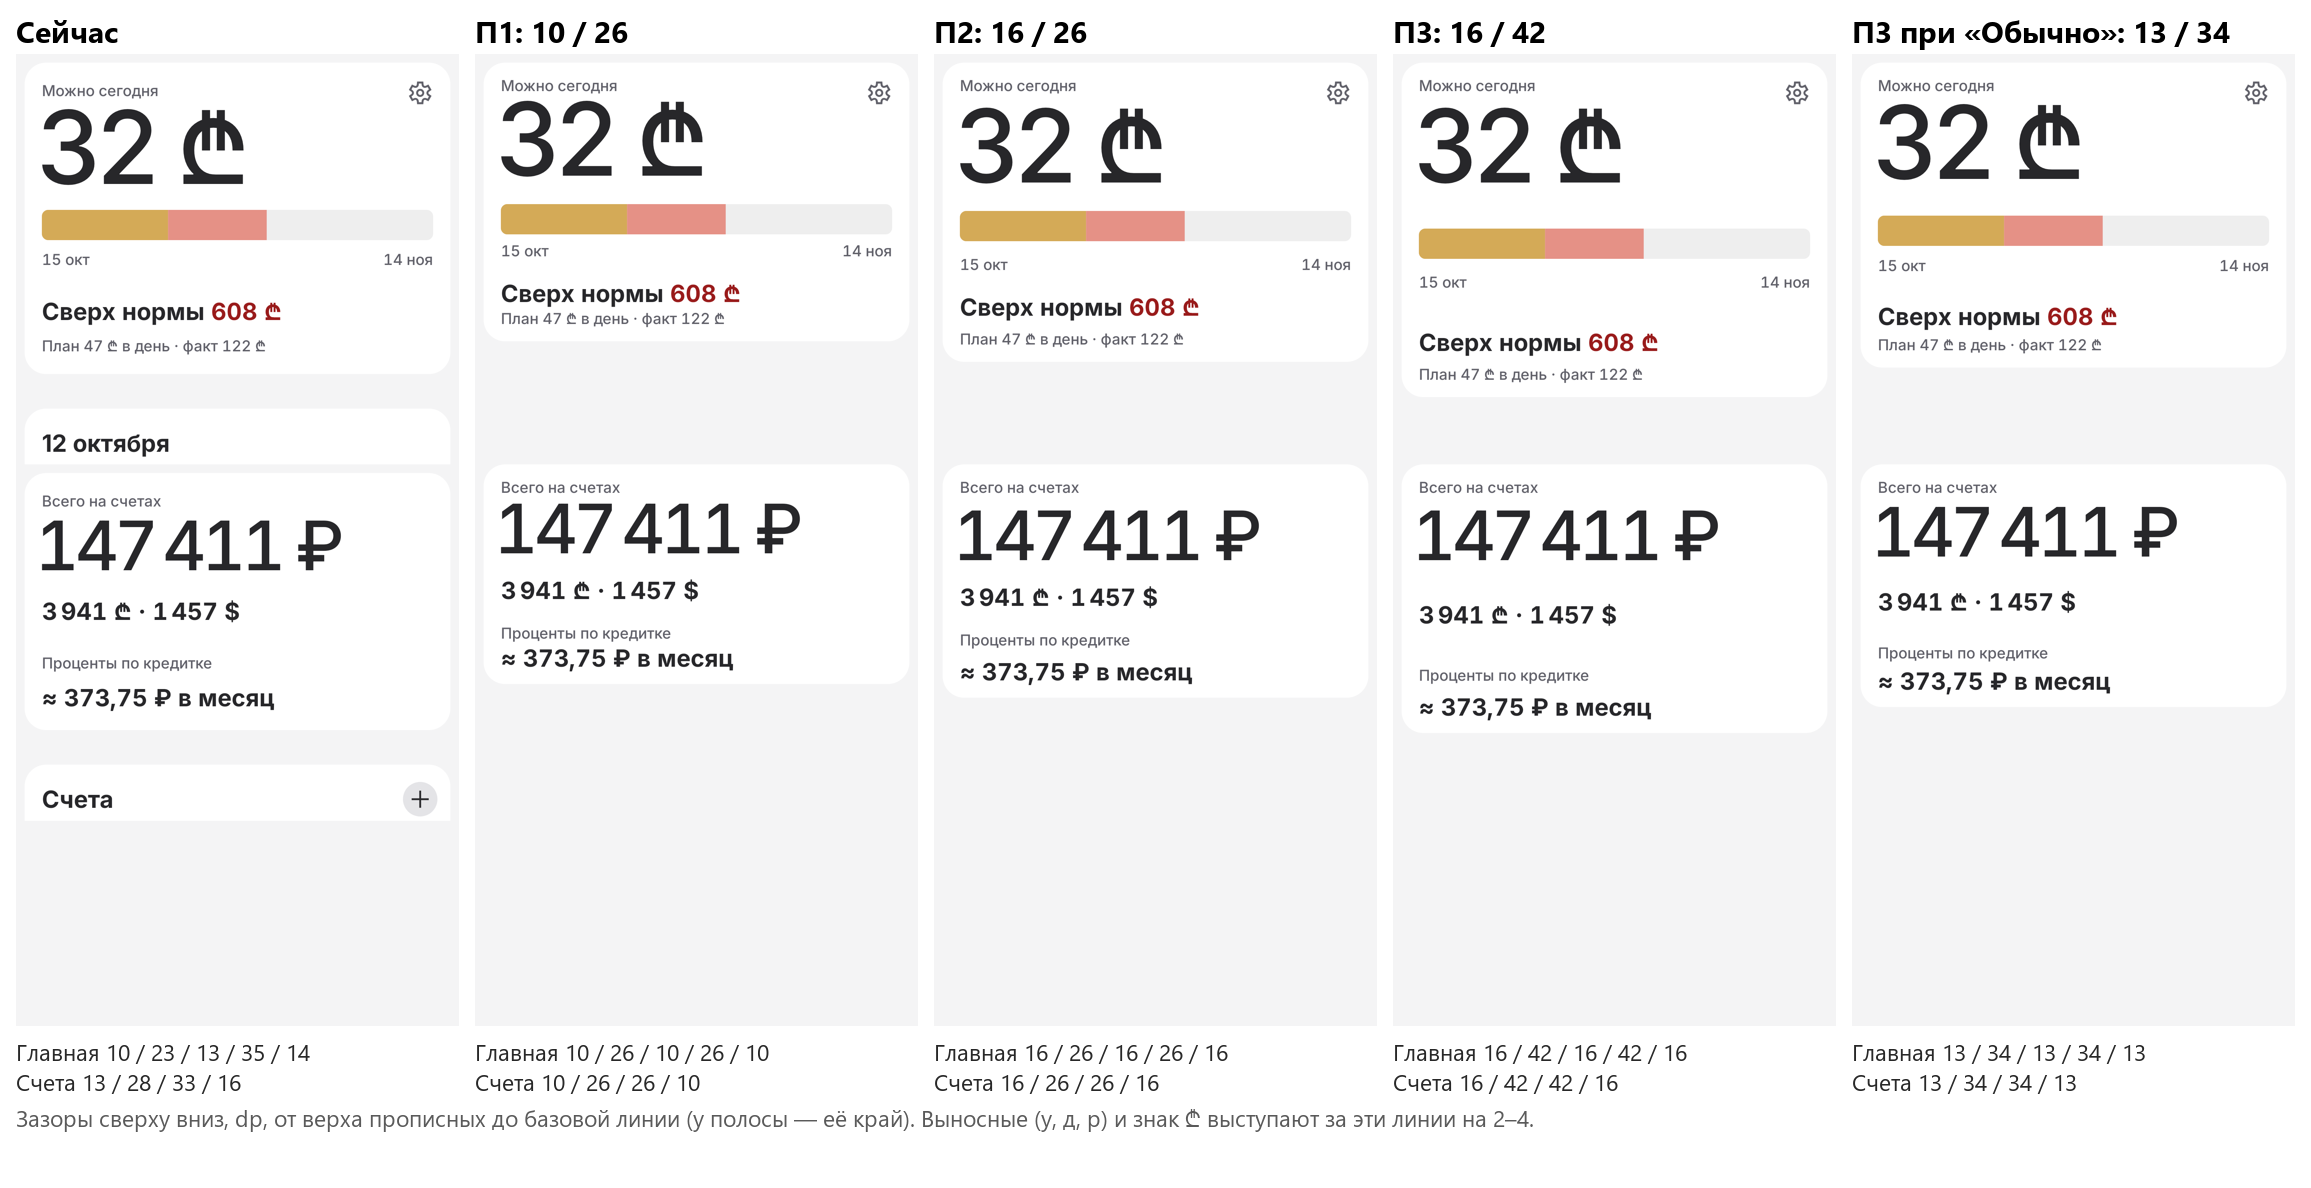 Сейчас
Можно сегодня
32 ₾
15 окт 14 ноя
Сверх нормы 608 ₾
План 47 ₾ в день · факт 122 ₾
12 октября
Всего на счетах
147 411 ₽
3 941 ₾ · 1 457 $
Проценты по кредитке
≈ 373,75 ₽ в месяц
Счета
Главная 10 / 23 / 13 / 35 / 14
Счета 13 / 28 / 33 / 16
П1: 10 / 26
Можно сегодня
32 ₾
15 окт 14 ноя
Сверх нормы 608 ₾
План 47 ₾ в день · факт 122 ₾
Всего на счетах
147 411 ₽
3 941 ₾ · 1 457 $
Проценты по кредитке
≈ 373,75 ₽ в месяц
Главная 10 / 26 / 10 / 26 / 10
Счета 10 / 26 / 26 / 10
П2: 16 / 26
Можно сегодня
32 ₾
15 окт 14 ноя
Сверх нормы 608 ₾
План 47 ₾ в день · факт 122 ₾
Всего на счетах
147 411 ₽
3 941 ₾ · 1 457 $
Проценты по кредитке
≈ 373,75 ₽ в месяц
Главная 16 / 26 / 16 / 26 / 16
Счета 16 / 26 / 26 / 16
П3: 16 / 42
Можно сегодня
32 ₾
15 окт 14 ноя
Сверх нормы 608 ₾
План 47 ₾ в день · факт 122 ₾
Всего на счетах
147 411 ₽
3 941 ₾ · 1 457 $
Проценты по кредитке
≈ 373,75 ₽ в месяц
Главная 16 / 42 / 16 / 42 / 16
Счета 16 / 42 / 42 / 16
П3 при «Обычно»: 13 / 34
Можно сегодня
32 ₾
15 окт 14 ноя
Сверх нормы 608 ₾
План 47 ₾ в день · факт 122 ₾
Всего на счетах
147 411 ₽
3 941 ₾ · 1 457 $
Проценты по кредитке
≈ 373,75 ₽ в месяц
Главная 13 / 34 / 13 / 34 / 13
Счета 13 / 34 / 34 / 13
Зазоры сверху вниз, dp, от верха прописных до базовой линии (у полосы — её край). Выносные (у, д, р) и знак ₾ выступают за эти линии на 2–4.